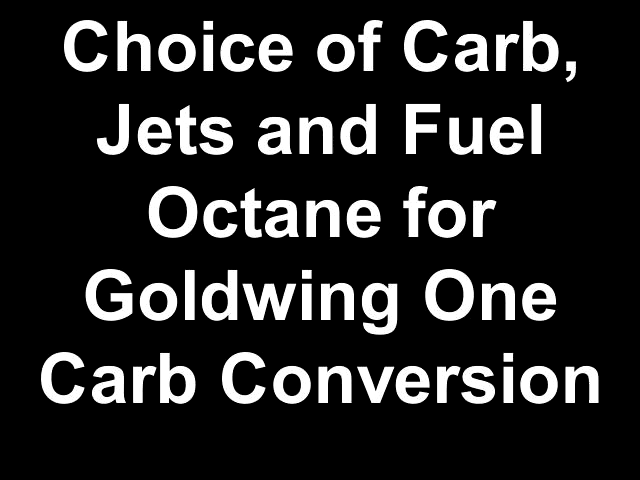 Choice of Carb,
Jets and Fuel
Octane for
Goldwing One
Carb Conversion